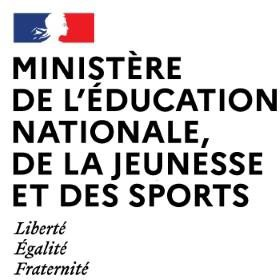 MINISTÈRE
DE L'ÉDUCATION
NATIONALE,
DE LA JEUNESSE
ET DES SPORTS
Liberté
Égalité
Fraternité